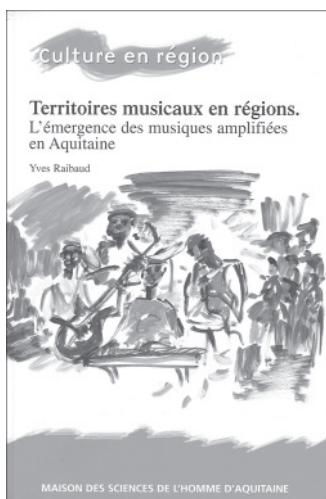 Culture en région
Territoires musicaux en régions.
L'émergence des musiques amplifiées
en Aquitaine
Yves Raibaud
MAISON DES SCIENCES DE L'HOMME D'AQUITAINE